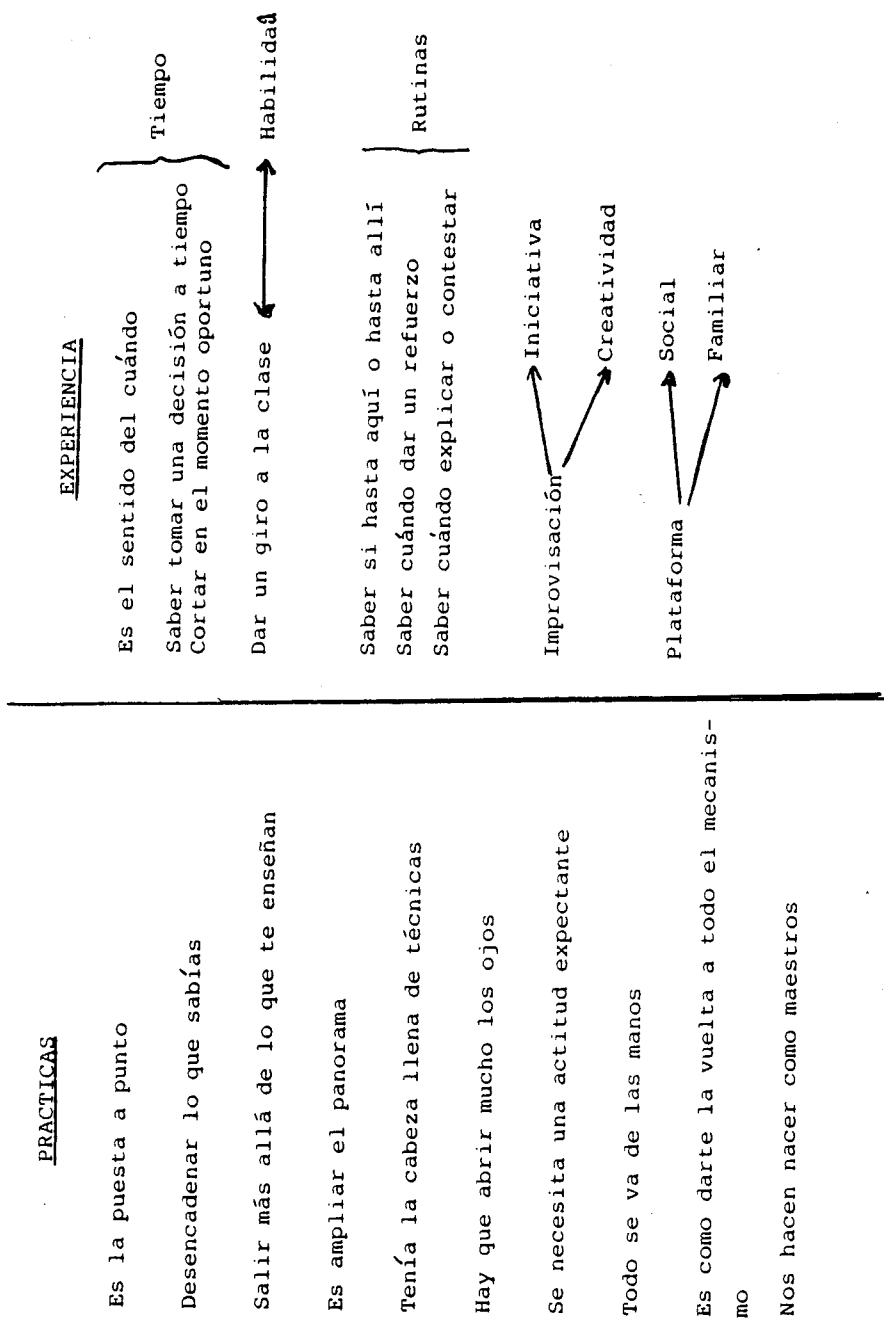 PRACTICAS
Es la puesta a punto
Desencadenar lo que sabías
Salir más allá de lo que te enseñan
Es ampliar el panorama
Tenía la cabeza llena de técnicas
Hay que abrir mucho los ojos
Se necesita una actitud expectante
Todo se va de las manos
Es como darte la vuelta a todo el mecanis-
mo
Nos hacen nacer como maestros
EXPERIENCIA
Es el sentido del cuándo
Saber tomar una decisión a tiempo
Cortar en el momento oportuno
Tiempo
Dar un giro a la clase
Habilidad
Saber si hasta aquí o hasta allí
Saber cuándo dar un refuerzo
Saber cuándo explicar o contestar
Rutinas
Improvisación
Iniciativa
Creatividad
Plataforma
Social
Familiar